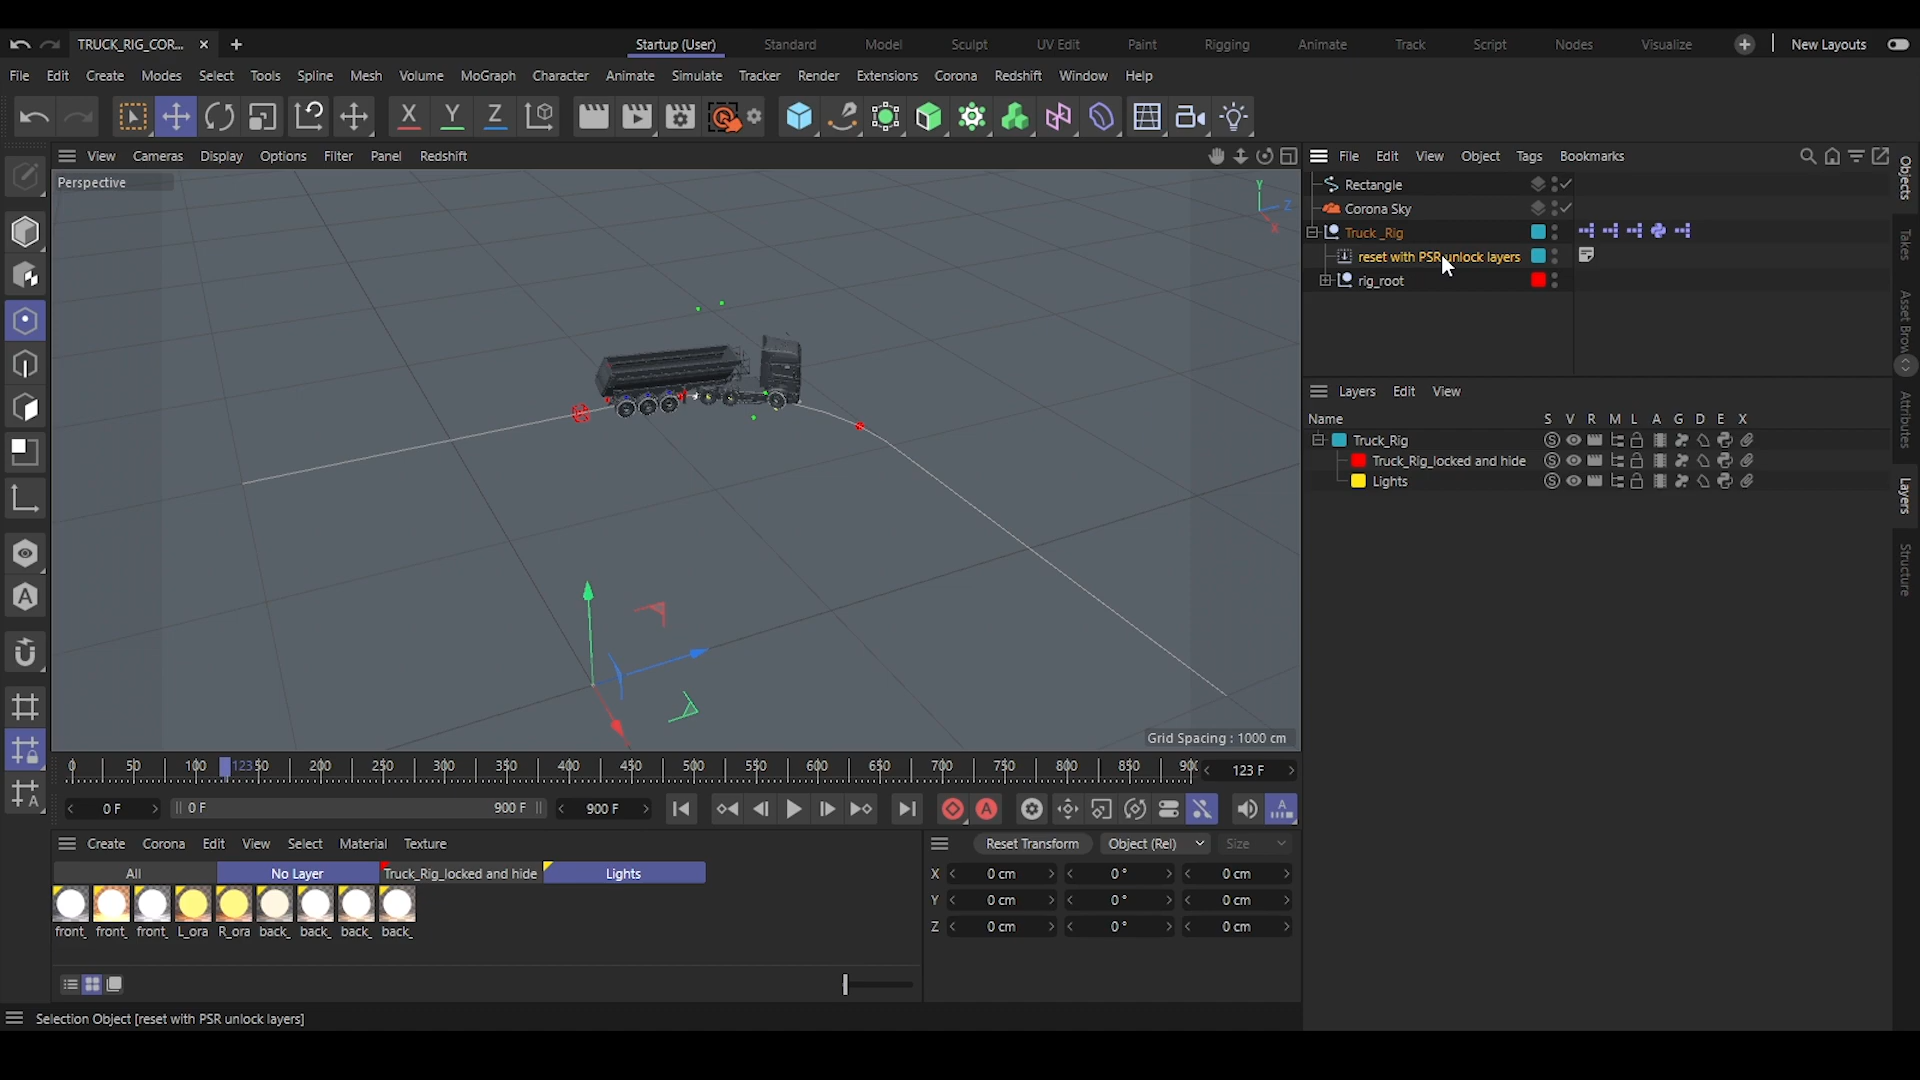 TRUCK_RIG_COR...
Startup (User) Standard Model Sculpt UV Edit Paint Rigging Animate Track Script Nodes Visualize New Layouts
File Edit Create Modes Select Tools Spline Mesh Volume MoGraph Character Animate Simulate Tracker Render Extensions Corona Redshift Window Help
X Y Z
View Cameras Display Options Filter Panel Redshift
File Edit View Object Tags Bookmarks
Perspective
Y
Z
X
Rectangle
Corona Sky
Truck _Rig
reset with PSR unlock layers
rig_root
Objects
Takes
Asset Brow
Attributes
Layers
Structure
Layers Edit View
Name S V R M L A G D E X
Truck_Rig
Truck_Rig_locked and hide
Lights
Grid Spacing : 1000 cm
0 50 100 123 50 200 250 300 350 400 450 500 550 600 650 700 750 800 850 90 123 F
0 F 0 F 900 F 900 F
Create Corona Edit View Select Material Texture
All No Layer Truck_Rig_locked and hide Lights
front_ front_ front_ L_ora R_ora back_ back_ back_ back_
Reset Transform Object (Rel) Size
X 0 cm 0 ° 0 cm
Y 0 cm 0 ° 0 cm
Z 0 cm 0 ° 0 cm
Selection Object [reset with PSR unlock layers]